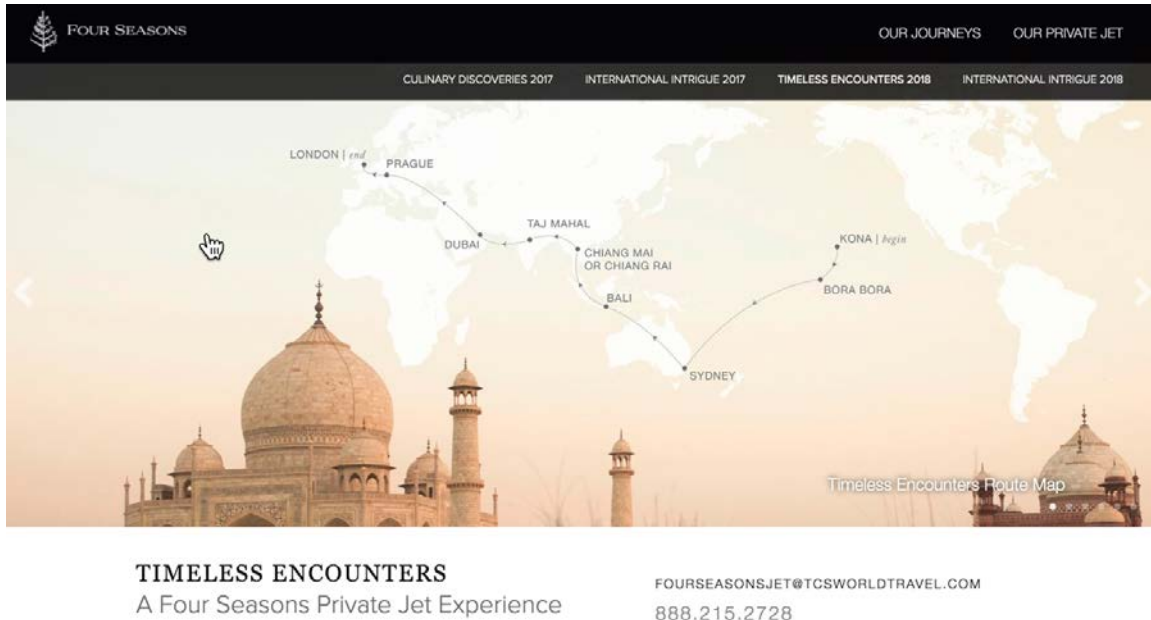 FOUR SEASONS
OUR JOURNEYS OUR PRIVATE JET
CULINARY DISCOVERIES 2017 INTERNATIONAL INTRIGUE 2017 TIMELESS ENCOUNTERS 2018 INTERNATIONAL INTRIGUE 2018
LONDON | end
PRAGUE
TAJ MAHAL
DUBAI
KONA | begin
CHIANG MAI
OR CHIANG RAI
BORA BORA
BALI
SYDNEY
Timeless Encounters Route Map
TIMELESS ENCOUNTERS
A Four Seasons Private Jet Experience
FOURSEASONSJET@TCSWORLDTRAVEL.COM
888.215.2728